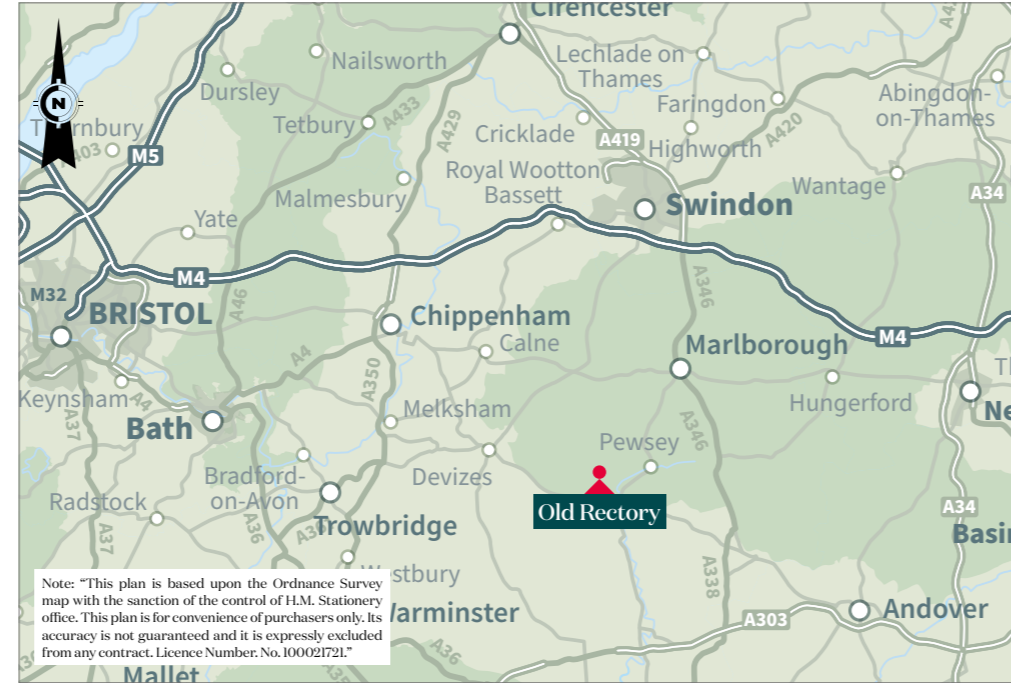 Cirencester
Nailsworth
Lechlade on
Thames
Dursley
Tetbury
A433
A429
Faringdon
Abingdon-
on-Thames
N
Cricklade
A419
Highworth
A420
M5
Royal Wootton
Bassett
Malmesbury
Wantage
A34
Swindon
Yate
M4
A46
A346
M32
BRISTOL
Chippenham
Calne
Marlborough
M4
A4
A350
Keynsham
A4
A37
Bath
Melksham
Hungerford
A346
Pewsey
Bradford-
on-Avon
Devizes
Radstock
Old Rectory
A34
A37
A36
Trowbridge
A338
Andover
A303
A36
Mallet
Note: “This plan is based upon the Ordnance Survey
map with the sanction of the control of H.M. Stationery
office. This plan is for convenience of purchasers only. Its
accuracy is not guaranteed and it is expressly excluded
from any contract. Licence Number. No. 100021721.”